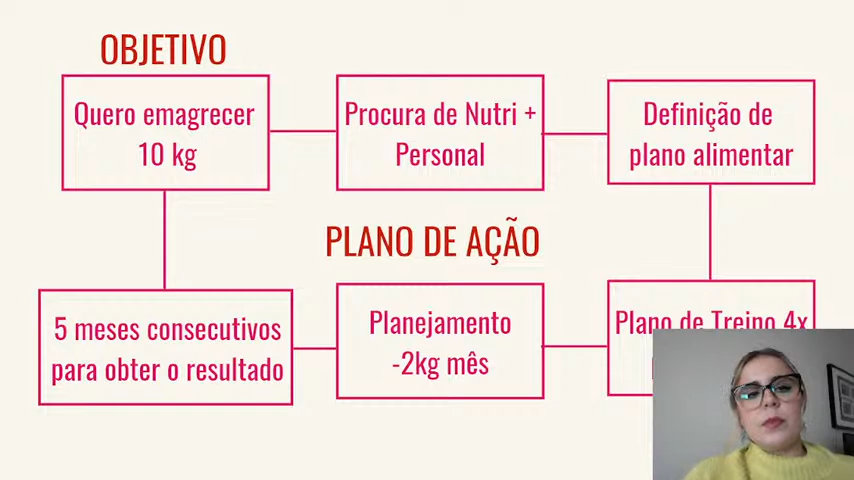 OBJETIVO
Quero emagrecer
10 kg
Procura de Nutri +
Personal
Definição de
plano alimentar
PLANO DE AÇÃO
5 meses consecutivos
para obter o resultado
Planejamento
-2kg mês
Plano de Treino 4x